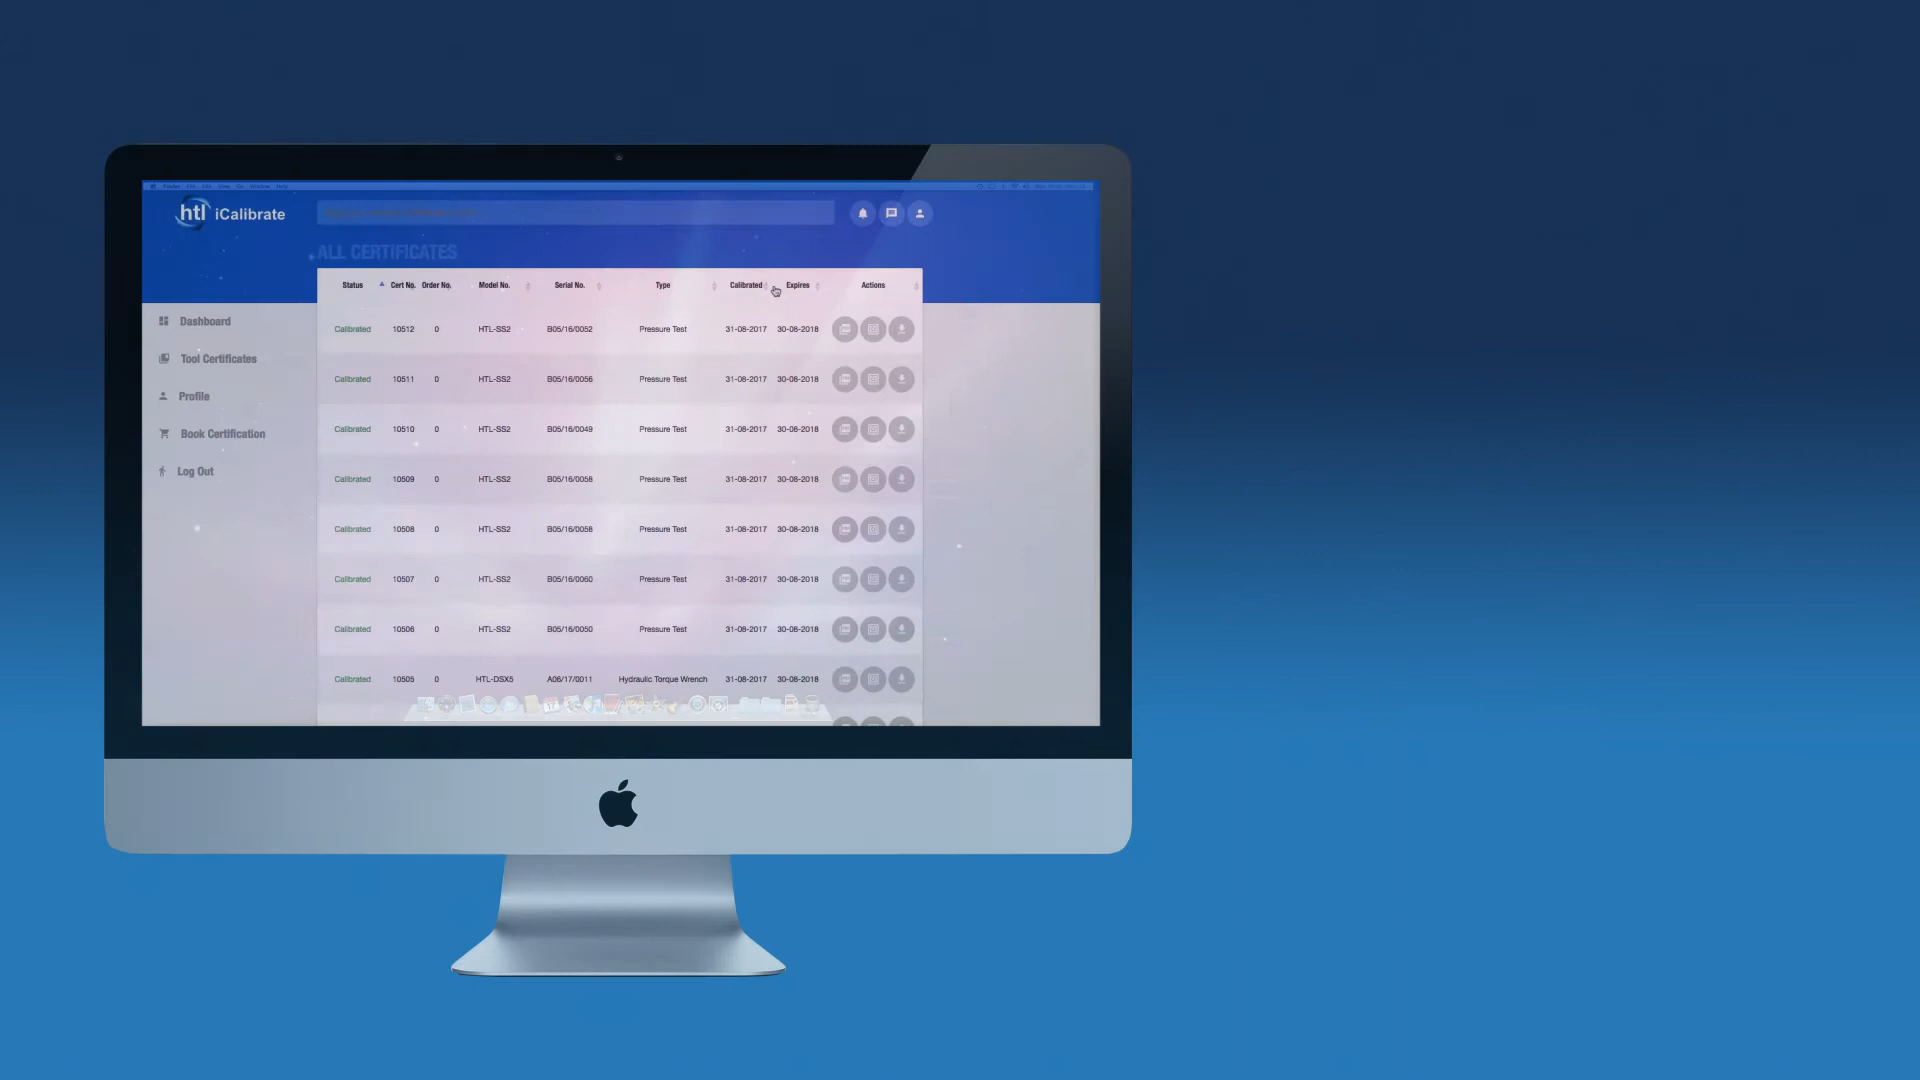 Finder File Edit View Go Window Help
htl iCalibrate
ALL CERTIFICATES
Status Cert No. Order No. Model No. Serial No. Type Calibrated Expires Actions
Dashboard
Tool Certificates
Profile
Book Certification
Log Out
Calibrated 10512 0 HTL-SS2 B05/16/0052 Pressure Test 31-08-2017 30-08-2018
Calibrated 10511 0 HTL-SS2 B05/16/0056 Pressure Test 31-08-2017 30-08-2018
Calibrated 10510 0 HTL-SS2 B05/16/0049 Pressure Test 31-08-2017 30-08-2018
Calibrated 10509 0 HTL-SS2 B05/16/0058 Pressure Test 31-08-2017 30-08-2018
Calibrated 10508 0 HTL-SS2 B05/16/0058 Pressure Test 31-08-2017 30-08-2018
Calibrated 10507 0 HTL-SS2 B05/16/0060 Pressure Test 31-08-2017 30-08-2018
Calibrated 10506 0 HTL-SS2 B05/16/0050 Pressure Test 31-08-2017 30-08-2018
Calibrated 10505 0 HTL-DSX5 A06/17/0011 Hydraulic Torque Wrench 31-08-2017 30-08-2018
17